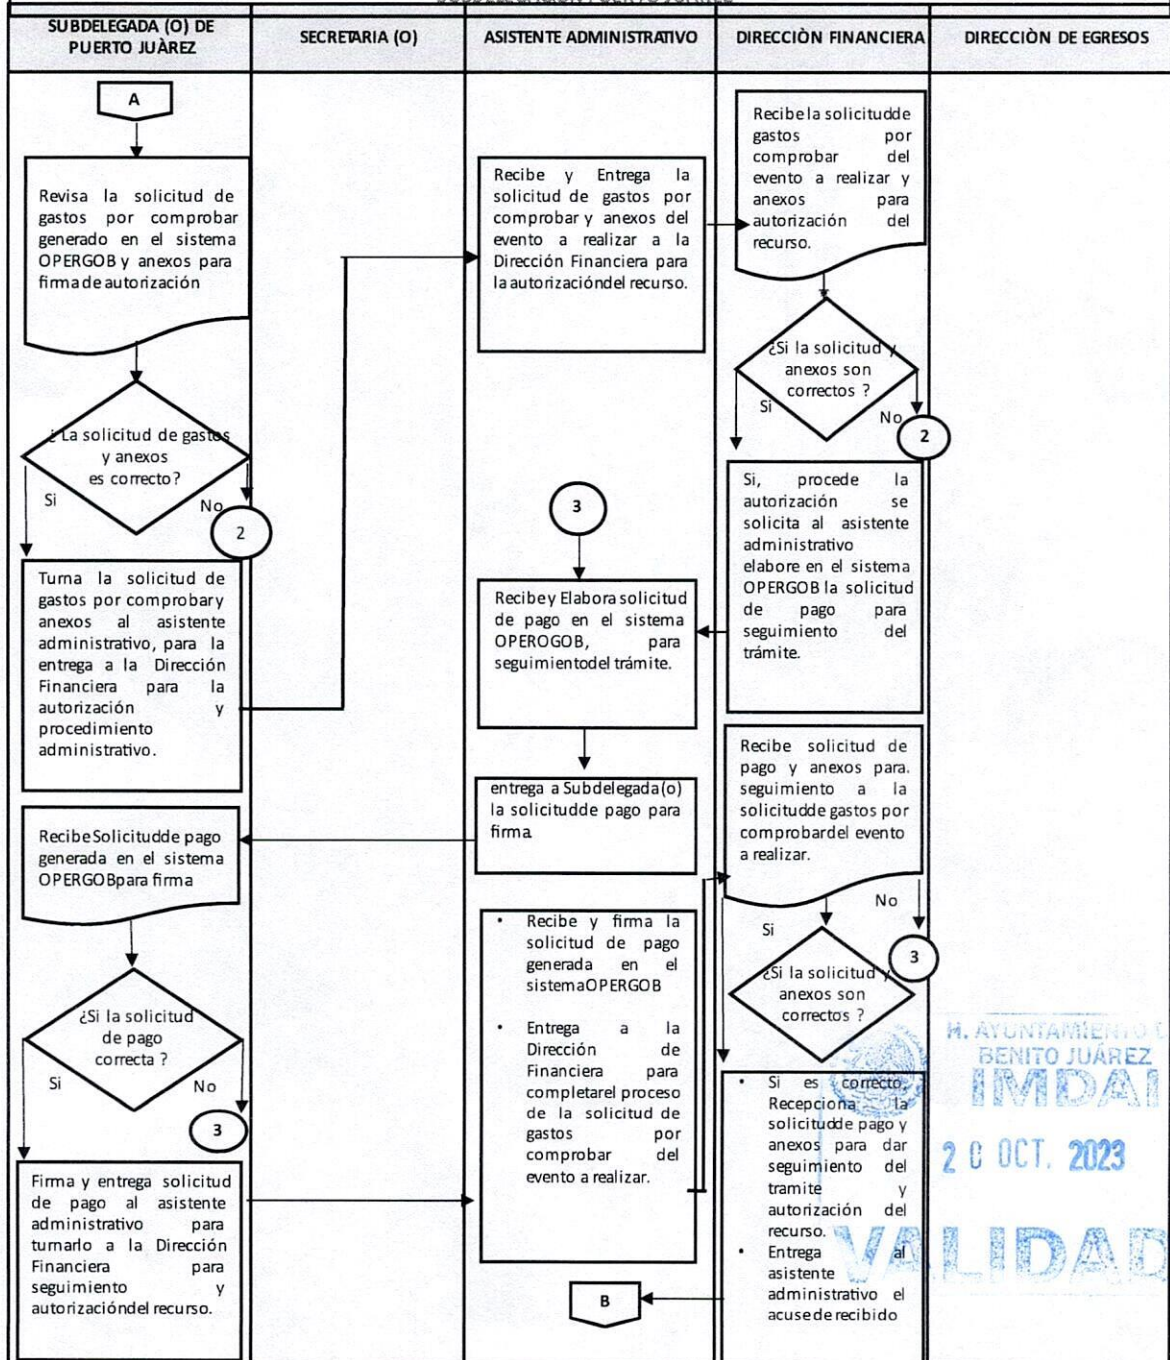 SUBDELEGACIÓN PUERTO JUÁREZ
SUBDELEGADA (O) DE
PUERTO JUÀREZ
SECRETARIA (O)
ASISTENTE ADMINISTRATIVO
DIRECCIÒN FINANCIERA
DIRECCIÒN DE EGRESOS
A
Revisa la solicitud de
gastos por comprobar
generado en el sistema
OPERGOB y anexos para
firma de autorización
¿ La solicitud de gastos
y anexos
es correcto?
Si
No
2
Turna la solicitud de
gastos por comprobar y
anexos al asistente
administrativo, para la
entrega a la Dirección
Financiera para la
autorización y
procedimiento
administrativo.
Recibe Solicitud de pago
generada en el sistema
OPERGOB para firma
¿Si la solicitud
de pago
correcta ?
Si
No
3
Firma y entrega solicitud
de pago al asistente
administrativo para
turnarlo a la Dirección
Financiera para
seguimiento y
autorización del recurso.
Recibe y Entrega la
solicitud de gastos por
comprobar y anexos del
evento a realizar a la
Dirección Financiera para
la autorización del recurso.
3
Recibe y Elabora solicitud
de pago en el sistema
OPEROGOB, para
seguimiento del trámite.
entrega a Subdelegada(o)
la solicitud de pago para
firma
• Recibe y firma la
solicitud de pago
generada en el
sistema OPERGOB
• Entrega a la
Dirección de
Financiera para
completar el proceso
de la solicitud de
gastos por
comprobar del
evento a realizar.
B
Recibe la solicitud de
gastos por
comprobar del
evento a realizar y
anexos para
autorización del
recurso.
¿Si la solicitud y
anexos son
correctos ?
Si
No
2
Si, procede la
autorización se
solicita al asistente
administrativo
elabore en el sistema
OPERGOB la solicitud
de pago para
seguimiento del
trámite.
Recibe solicitud de
pago y anexos para.
seguimiento a la
solicitud de gastos por
comprobar del evento
a realizar.
Si
No
3
¿Si la solicitud y
anexos son
correctos ?
• Si es correcto,
Recepciona la
solicitud de pago y
anexos para dar
seguimiento del
tramite y
autorización del
recurso.
• Entrega al
asistente
administrativo el
acuse de recibido
H. AYUNTAMIENTO D
BENITO JUÁREZ
IMDAI
20 OCT. 2023
VALIDAD